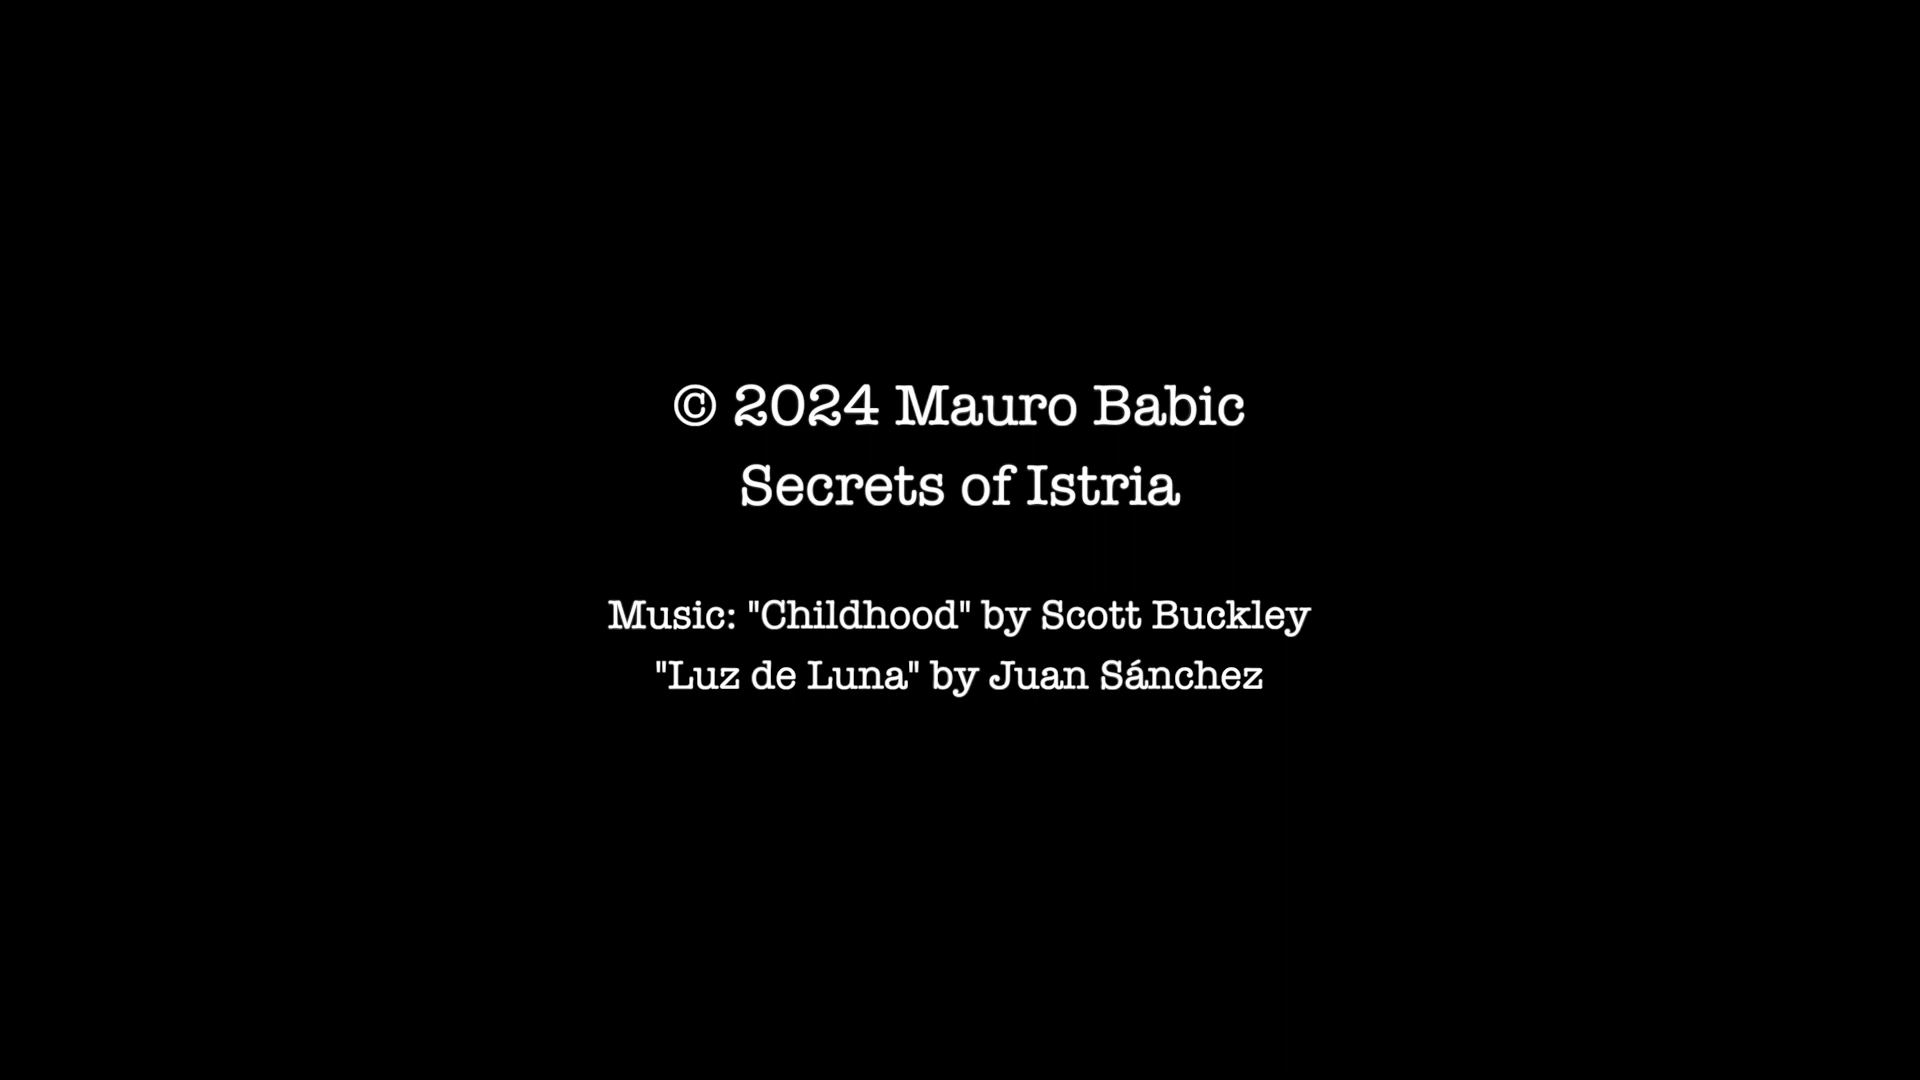 © 2024 Mauro Babic
Secrets of Istria
Music: "Childhood" by Scott Buckley
"Luz de Luna" by Juan Sánchez